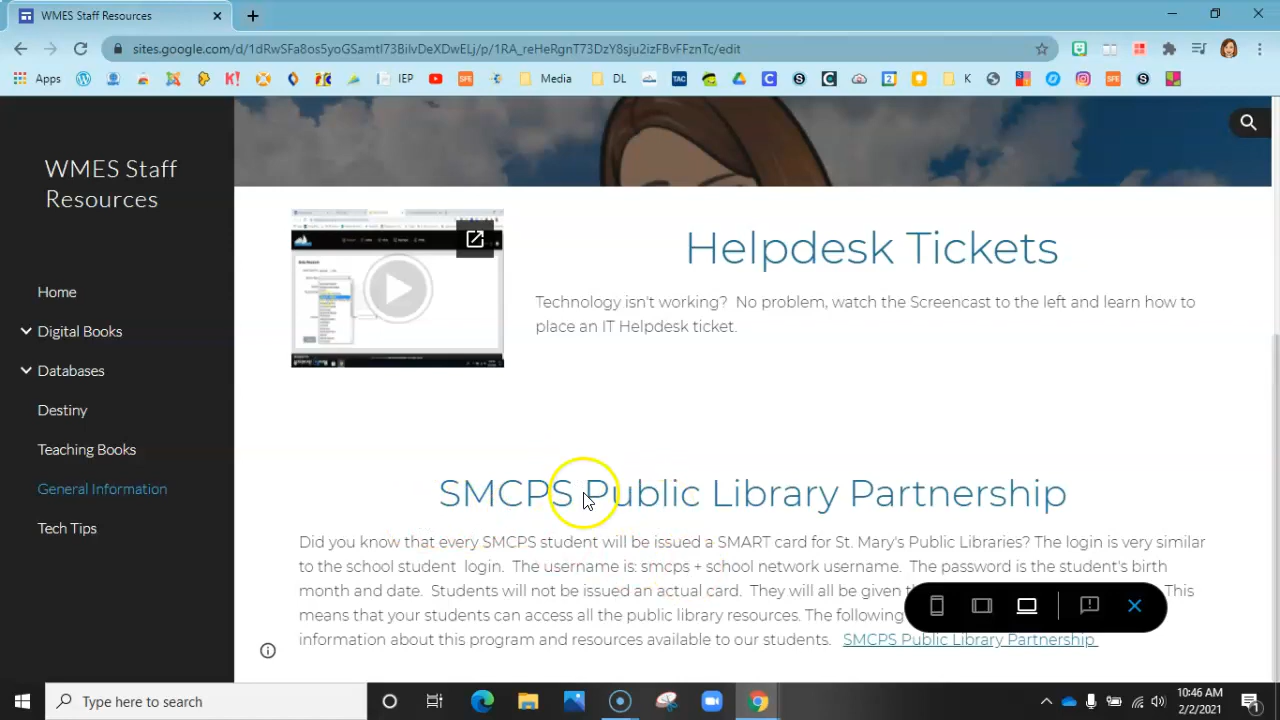 WMES Staff Resources
sites.google.com/d/1dRwSFa8os5yoGSamtI73BilvDeXDwELj/p/1RA_reHeRgnT73DzY8sju2izFBvFFznTc/edit
Apps
K!
IEP
SFE
Media
DL
TAC
K
SFE
WMES Staff
Resources
Home
Digital Books
Databases
Destiny
Teaching Books
General Information
Tech Tips
Helpdesk Tickets
Technology isn't working? No problem, watch the Screencast to the left and learn how to
place an IT Helpdesk ticket.
SMCPS Public Library Partnership
Did you know that every SMCPS student will be issued a SMART card for St. Mary's Public Libraries? The login is very similar
to the school student login. The username is: smcps + school network username. The password is the student's birth
month and date. Students will not be issued an actual card. They will all be given This
means that your students can access all the public library resources. The following
information about this program and resources available to our students. SMCPS Public Library Partnership
Type here to search
10:46 AM
2/2/2021